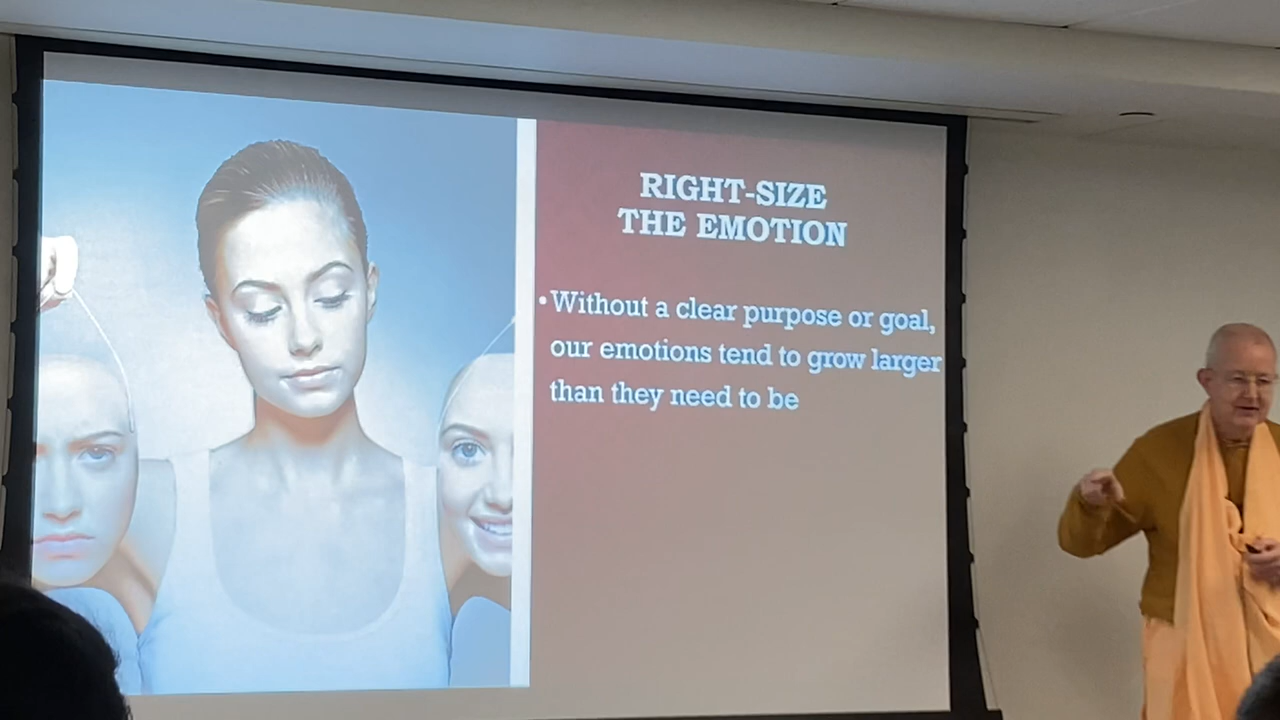 RIGHT-SIZE
THE EMOTION
•Without a clear purpose or goal,
our emotions tend to grow larger
than they need to be